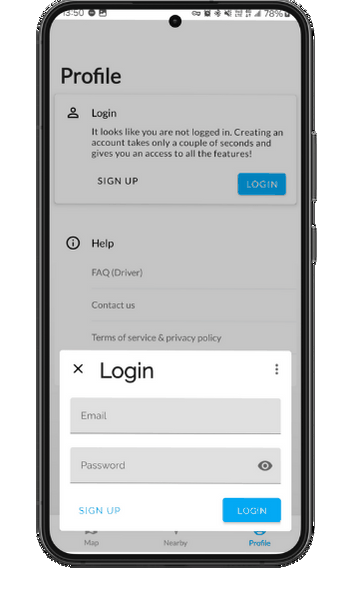 13:50 78%
Profile
Login
It looks like you are not logged in. Creating an
account takes only a couple of seconds and
gives you an access to all the features!
SIGN UP LOGIN
Help
FAQ (Driver)
Contact us
Terms of service & privacy policy
Login
Email
Password
SIGN UP LOGIN
Map Nearby Profile